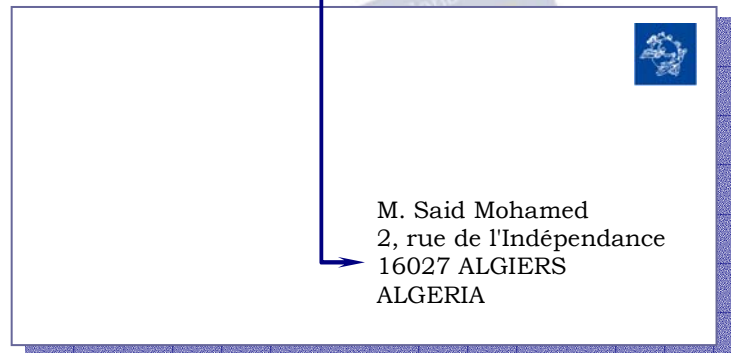 M. Said Mohamed
2, rue de l'Indépendance
16027 ALGIERS
ALGERIA